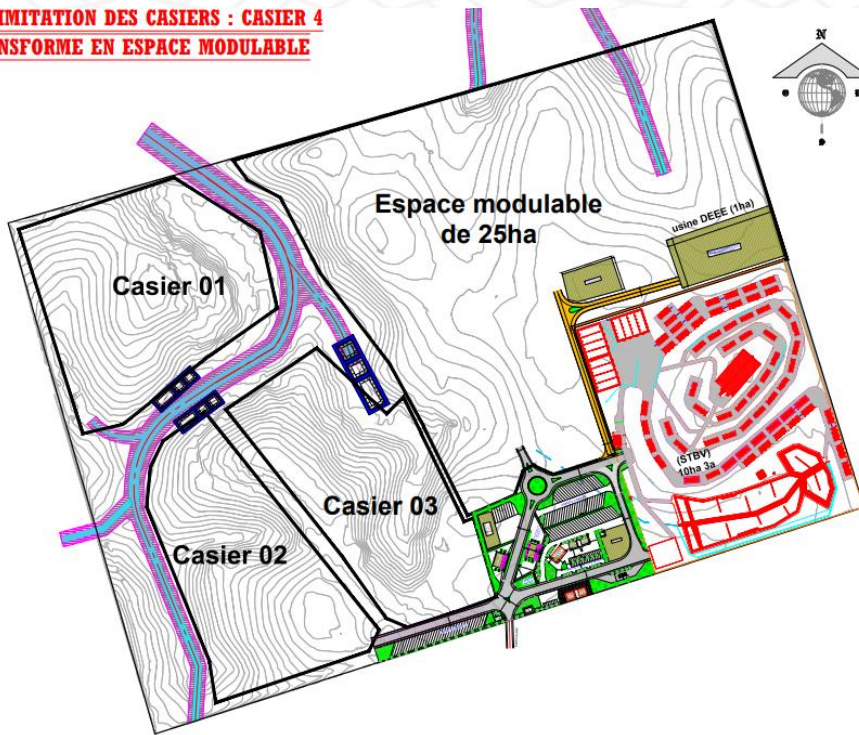 IMITATION DES CASIERS : CASIER 4
NSFORME EN ESPACE MODULABLE
N
Espace modulable
de 25ha
usine DEEE (1ha)
Casier 01
(STBV)
10ha 3a
Casier 03
Casier 02